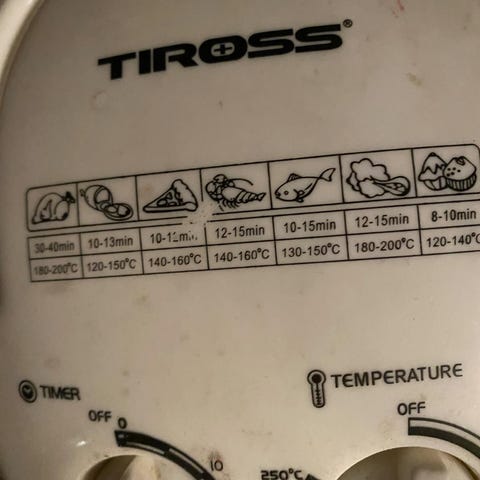 TIROSS®
30-40min 10-13min 12-15min 10-15min 12-15min 8-10min
180-200°C 120-150°C 140-160°C 140-160°C 130-150°C 180-200°C 120-140°C
TIMER TEMPERATURE
OFF 0 OFF
10 250°C